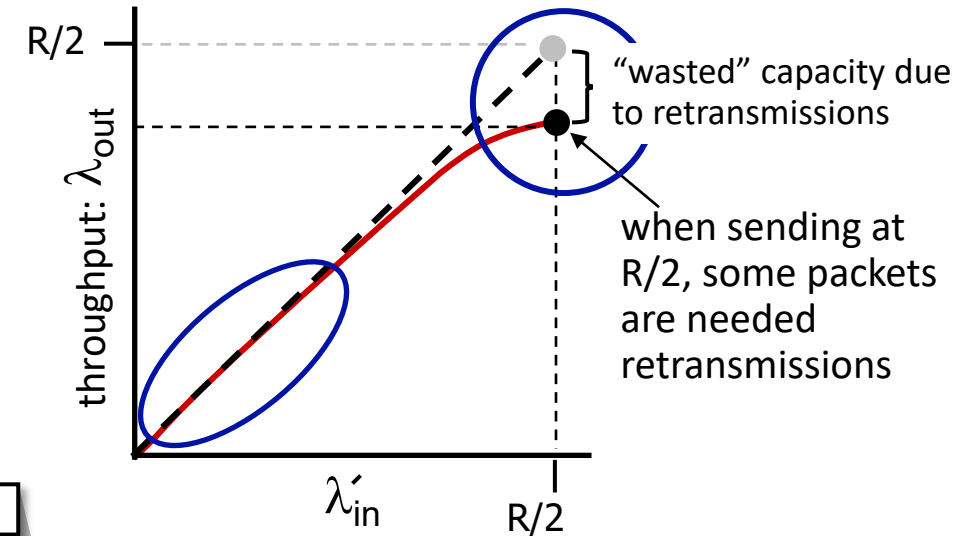 R/2
“wasted” capacity due
to retransmissions
throughput: λout
when sending at
R/2, some packets
are needed
retransmissions
λ′in
R/2